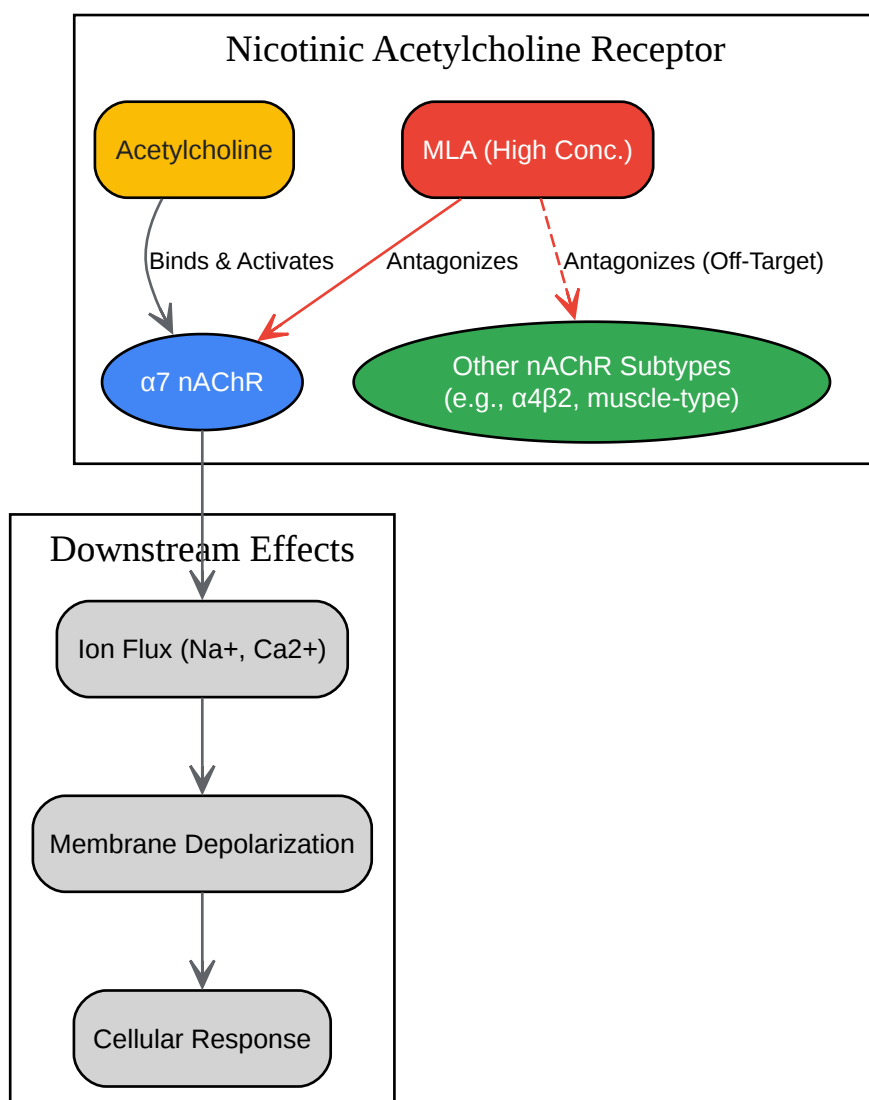 Nicotinic Acetylcholine Receptor
Acetylcholine
MLA (High Conc.)
Binds & Activates
Antagonizes
Antagonizes (Off-Target)
α7 nAChR
Other nAChR Subtypes
(e.g., α4β2, muscle-type)
Downstream Effects
Ion Flux (Na+, Ca2+)
Membrane Depolarization
Cellular Response